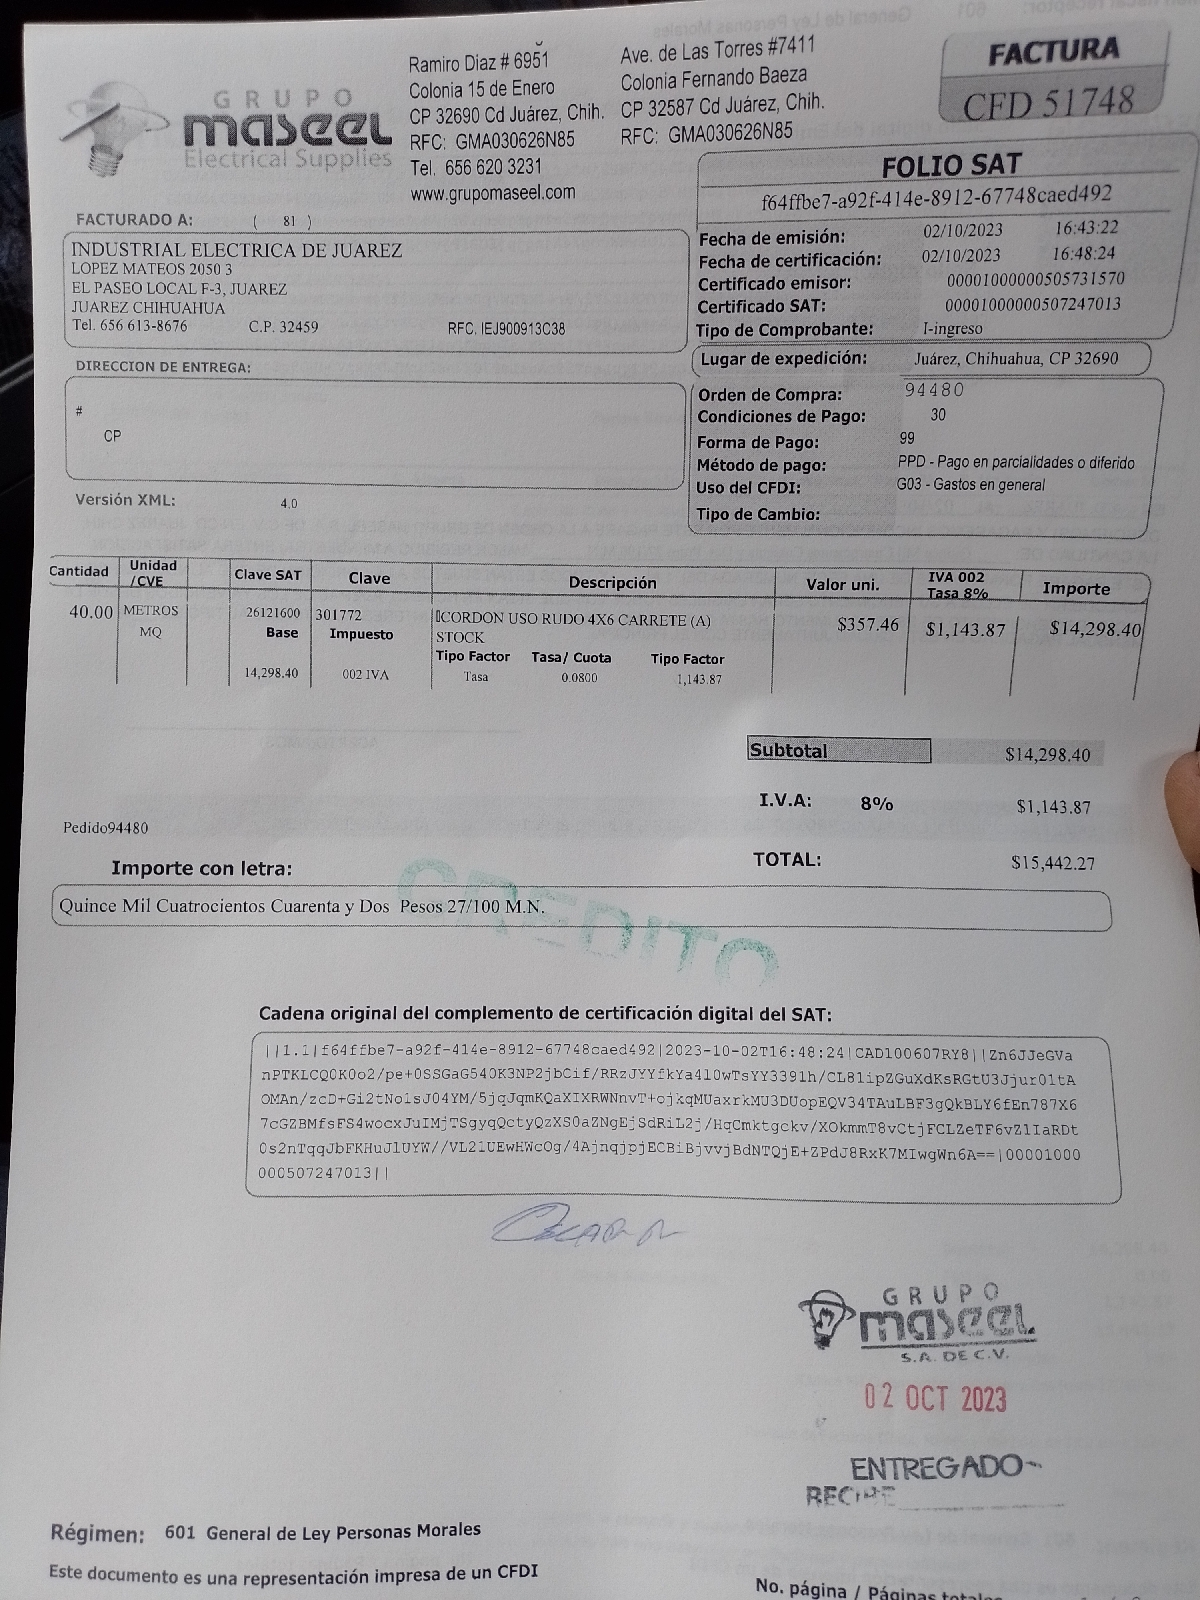 GRUPO
maseel
Electrical Supplies
Ramiro Diaz # 6951
Colonia 15 de Enero
CP 32690 Cd Juárez, Chih.
RFC: GMA030626N85
Tel. 656 620 3231
www.grupomaseel.com
Ave. de Las Torres #7411
Colonia Fernando Baeza
CP 32587 Cd Juárez, Chih.
RFC: GMA030626N85
FACTURA
CFD 51748
FOLIO SAT
f64ffbe7-a92f-414e-8912-67748caed492
Fecha de emisión: 02/10/2023 16:43:22
Fecha de certificación: 02/10/2023 16:48:24
Certificado emisor: 00001000000505731570
Certificado SAT: 00001000000507247013
Tipo de Comprobante: I-ingreso
Lugar de expedición: Juárez, Chihuahua, CP 32690
FACTURADO A: ( 81 )
INDUSTRIAL ELECTRICA DE JUAREZ
LOPEZ MATEOS 2050 3
EL PASEO LOCAL F-3, JUAREZ
JUAREZ CHIHUAHUA
Tel. 656 613-8676 C.P. 32459 RFC. IEJ900913C38
DIRECCION DE ENTREGA:
#
CP
Orden de Compra: 94480
Condiciones de Pago: 30
Forma de Pago: 99
Método de pago: PPD - Pago en parcialidades o diferido
Uso del CFDI: G03 - Gastos en general
Tipo de Cambio:
Versión XML: 4.0
Cantidad Unidad /CVE Clave SAT Clave Descripción Valor uni. IVA 002 Tasa 8% Importe
40.00 METROS 26121600 301772 CORDON USO RUDO 4X6 CARRETE (A) $357.46 $1,143.87 $14,298.40
MQ Base Impuesto STOCK
Tipo Factor Tasa/ Cuota Tipo Factor
14,298.40 002 IVA Tasa 0.0800 1,143.87
Subtotal $14,298.40
I.V.A: 8% $1,143.87
Pedido94480
TOTAL: $15,442.27
Importe con letra:
Quince Mil Cuatrocientos Cuarenta y Dos Pesos 27/100 M.N.
CREDITO
Cadena original del complemento de certificación digital del SAT:
||1.1|f64ffbe7-a92f-414e-8912-67748caed492|2023-10-02T16:48:24|CAD100607RY8||Zn6JJeGVa
nPTKLCQ0K0o2/pe+0SSGaG540K3NP2jbCif/RRzJYYfkYa4l0wTsYY3391h/CL81ipZGuXdKsRGtU3Jjur01tA
OMAn/zcD+Gi2tNo1sJ04YM/5jqJqmKQaXIXRWNnvT+ojkqMUaxrkMU3DUopEQV34TAuLBF3gQkBLY6fEn787X6
7cGZBMfsFS4wocxJuIMjTSgyqQctyQzXS0aZNgEjSdRiL2j/HqCmktgckv/XOkmmT8vCtjFCLZeTF6vZ1IaRDt
0s2nTqqJbFKHuJlUYW//VL21UEwHWcOg/4AjnqjpjECBiBjvvjBdNTQjE+ZPdJ8RxK7MIwgWn6A==|00001000
000507247013||
GRUPO
maseel
S.A. DE C.V.
02 OCT 2023
ENTREGADO
RECIBE
Régimen: 601 General de Ley Personas Morales
Este documento es una representación impresa de un CFDI
No. página / Páginas totales